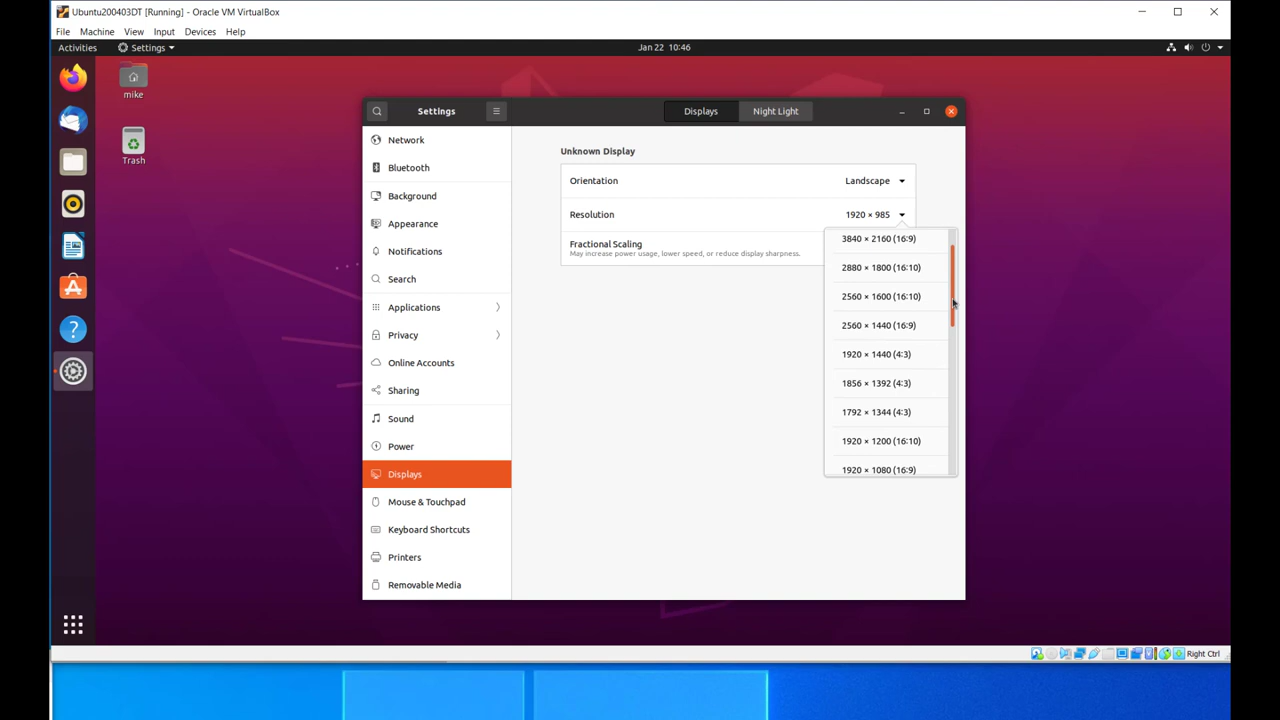 Ubuntu200403DT [Running] - Oracle VM VirtualBox
File Machine View Input Devices Help
Activities Settings Jan 22 10:46
mike
Trash
Settings
Displays Night Light
Network
Bluetooth
Background
Appearance
Notifications
Search
Applications
Privacy
Online Accounts
Sharing
Sound
Power
Displays
Mouse & Touchpad
Keyboard Shortcuts
Printers
Removable Media
Unknown Display
Orientation Landscape
Resolution 1920 × 985
Fractional Scaling
May increase power usage, lower speed, or reduce display sharpness.
3840 × 2160 (16:9)
2880 × 1800 (16:10)
2560 × 1600 (16:10)
2560 × 1440 (16:9)
1920 × 1440 (4:3)
1856 × 1392 (4:3)
1792 × 1344 (4:3)
1920 × 1200 (16:10)
1920 × 1080 (16:9)
Right Ctrl